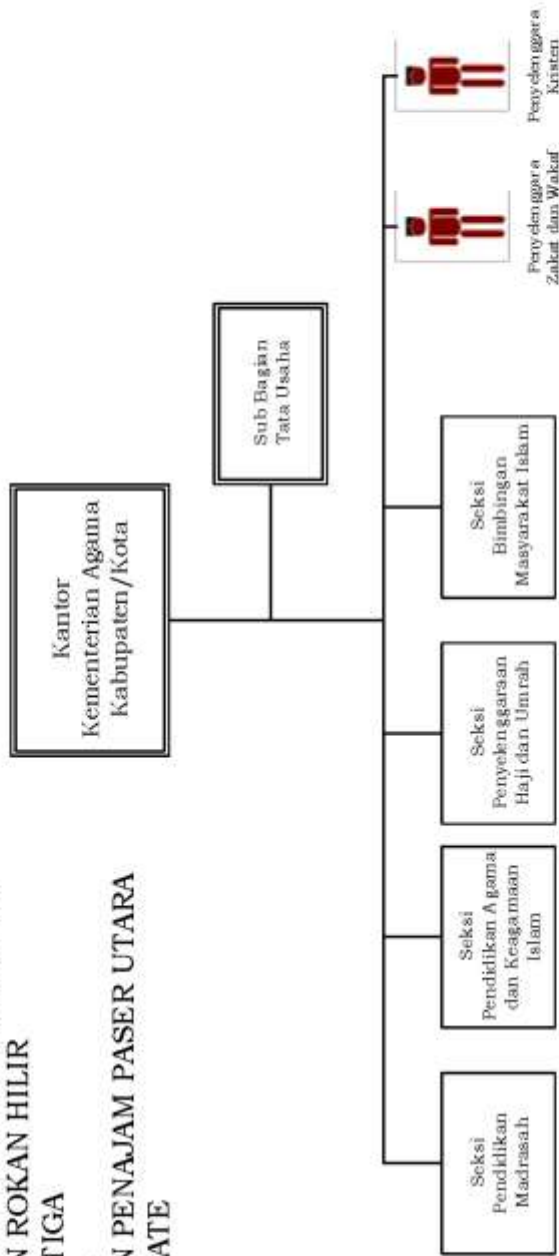 N ROKAN HILIR
TIGA
N PENAJAM PASER UTARA
ATE
Kantor
Kementerian Agama
Kabupaten/Kota
Sub Bagian
Tata Usaha
Seksi
Pendidikan
Madrasah
Seksi
Pendidikan Agama
dan Keagamaan
Islam
Seksi
Penyelenggaraan
Haji dan Umrah
Seksi
Bimbingan
Masyarakat Islam
Penyelenggara
Zakat dan Wakaf
Penyelenggara
Kristen